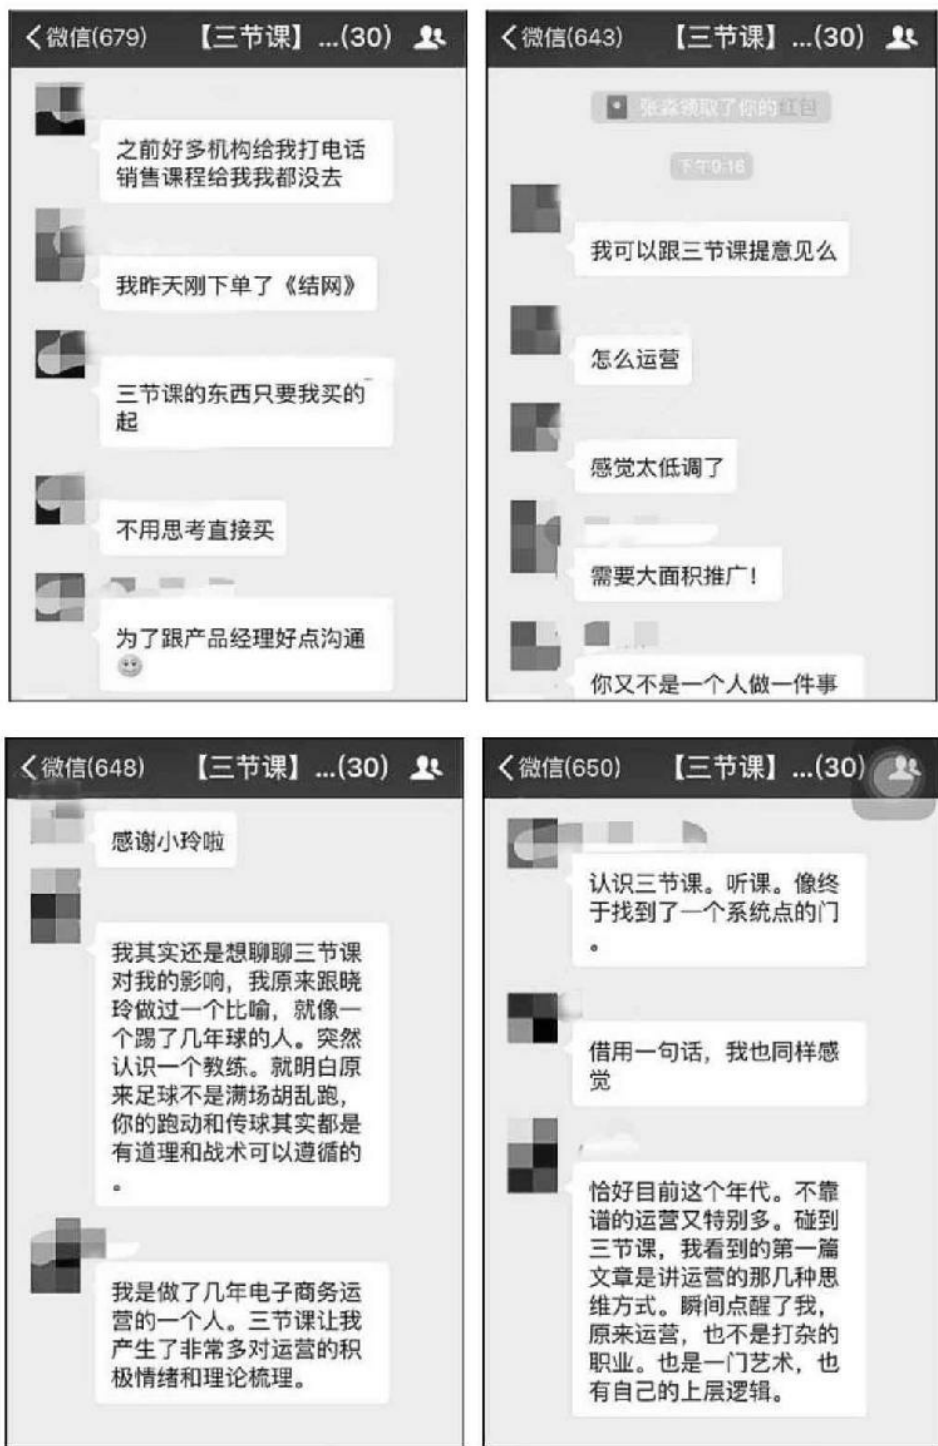 微信(679) 【三节课】...(30)
之前好多机构给我打电话
销售课程给我我都没去
我昨天刚下单了《结网》
三节课的东西只要我买的
起
不用思考直接买
为了跟产品经理好点沟通
微信(643) 【三节课】...(30)
张淼领取了你的红包
下午9:16
我可以跟三节课提意见么
怎么运营
感觉太低调了
需要大面积推广！
你又不是一个人做一件事
微信(648) 【三节课】...(30)
感谢小玲啦
我其实还是想聊聊三节课
对我的影响，我原来跟晓
玲做过一个比喻，就像一
个踢了几年球的人。突然
认识一个教练。就明白原
来足球不是满场胡乱跑，
你的跑动和传球其实都是
有道理和战术可以遵循的
。
我是做了几年电子商务运
营的一个人。三节课让我
产生了非常多对运营的积
极情绪和理论梳理。
微信(650) 【三节课】...(30)
认识三节课。听课。像终
于找到了一个系统点的门
。
借用一句话，我也同样感
觉
恰好目前这个年代。不靠
谱的运营又特别多。碰到
三节课，我看到的第一篇
文章是讲运营的那几种思
维方式。瞬间点醒了我，
原来运营，也不是打杂的
职业。也是一门艺术，也
有自己的上层逻辑。